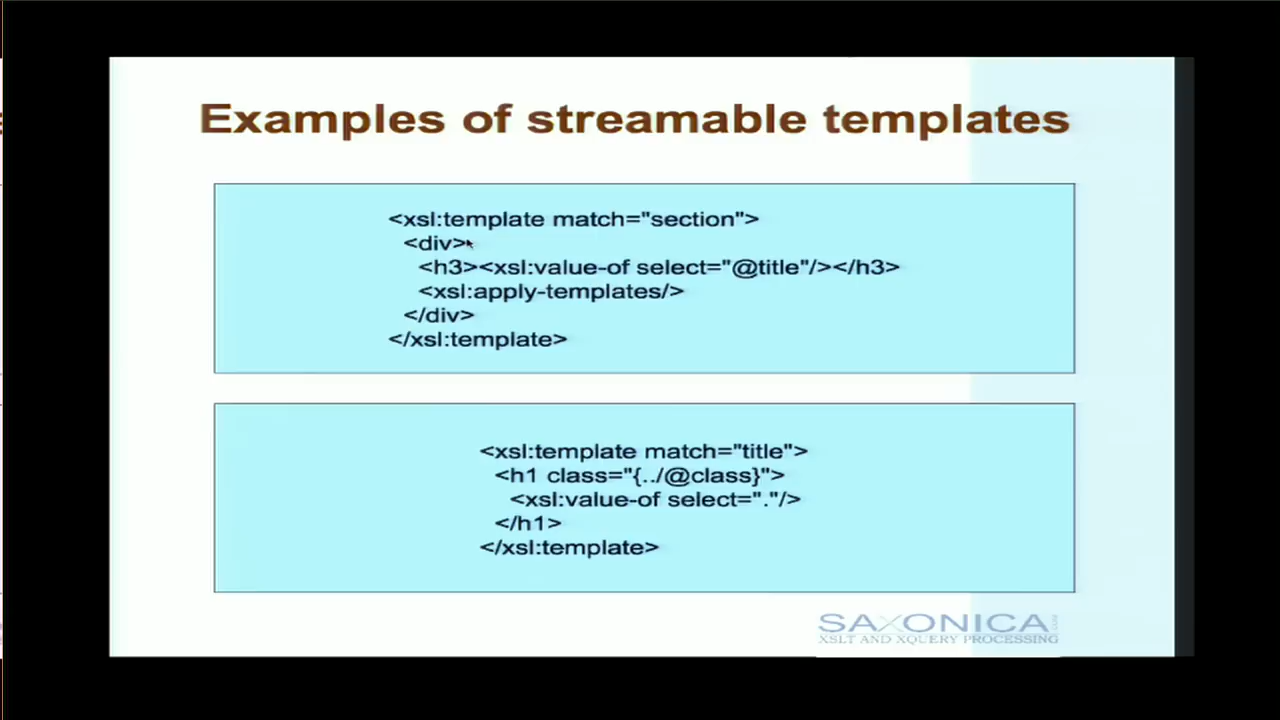 Examples of streamable templates
<xsl:template match="section">
<div>
<h3><xsl:value-of select="@title"/></h3>
<xsl:apply-templates/>
</div>
</xsl:template>
<xsl:template match="title">
<h1 class="{../@class}">
<xsl:value-of select="."/>
</h1>
</xsl:template>
SAXONICA
XSLT AND XQUERY PROCESSING